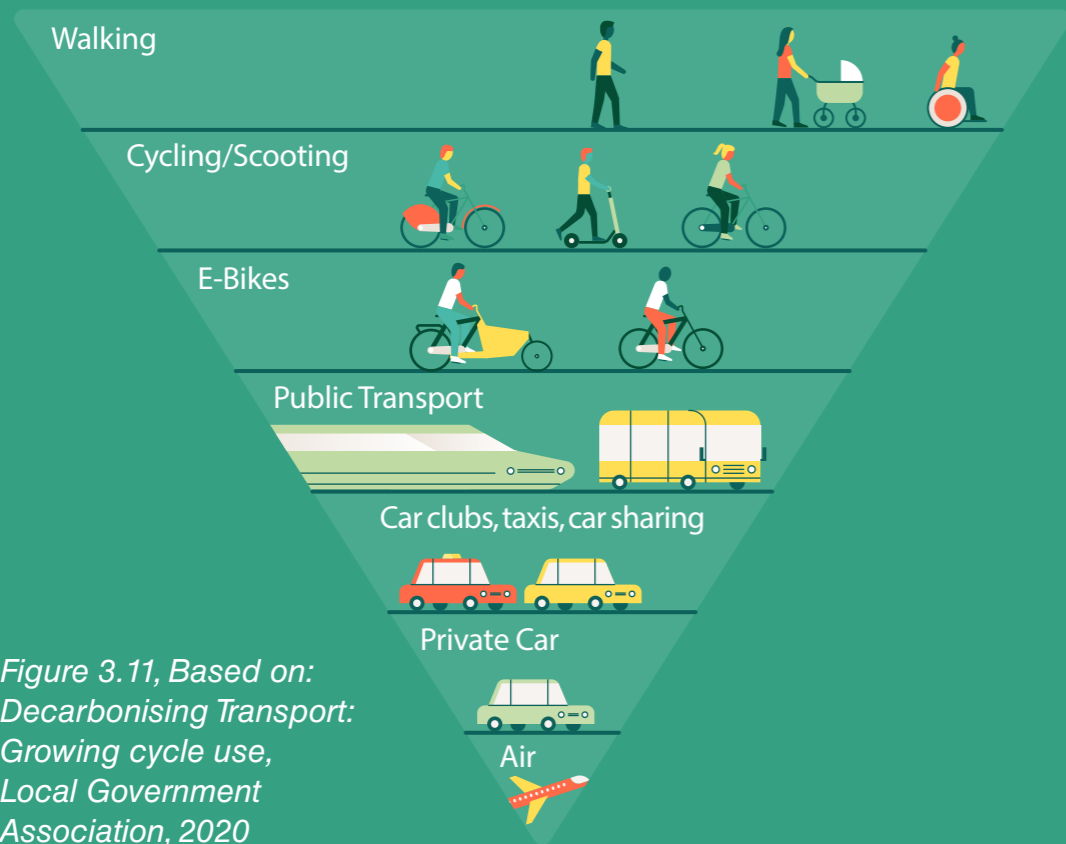 Walking
Cycling/Scooting
E-Bikes
Public Transport
Car clubs, taxis, car sharing
Private Car
Air
Figure 3.11, Based on:
Decarbonising Transport:
Growing cycle use,
Local Government
Association, 2020